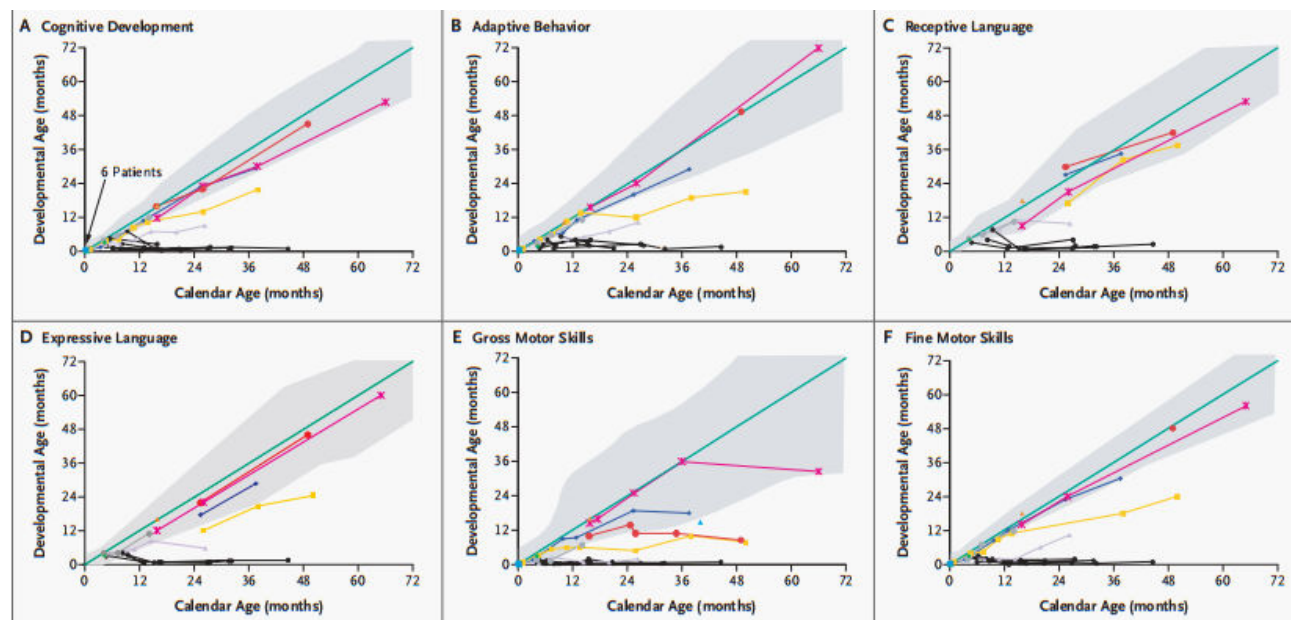 A Cognitive Development
72
60
48
36
24
12
0
Developmental Age (months)
6 Patients
0 12 24 36 48 60 72
Calendar Age (months)
B Adaptive Behavior
72
60
48
36
24
12
0
Developmental Age (months)
0 12 24 36 48 60 72
Calendar Age (months)
C Receptive Language
72
60
48
36
24
12
0
Developmental Age (months)
0 12 24 36 48 60 72
Calendar Age (months)
D Expressive Language
72
60
48
36
24
12
0
Developmental Age (months)
0 12 24 36 48 60 72
Calendar Age (months)
E Gross Motor Skills
72
60
48
36
24
12
0
Developmental Age (months)
0 12 24 36 48 60 72
Calendar Age (months)
F Fine Motor Skills
72
60
48
36
24
12
0
Developmental Age (months)
0 12 24 36 48 60 72
Calendar Age (months)